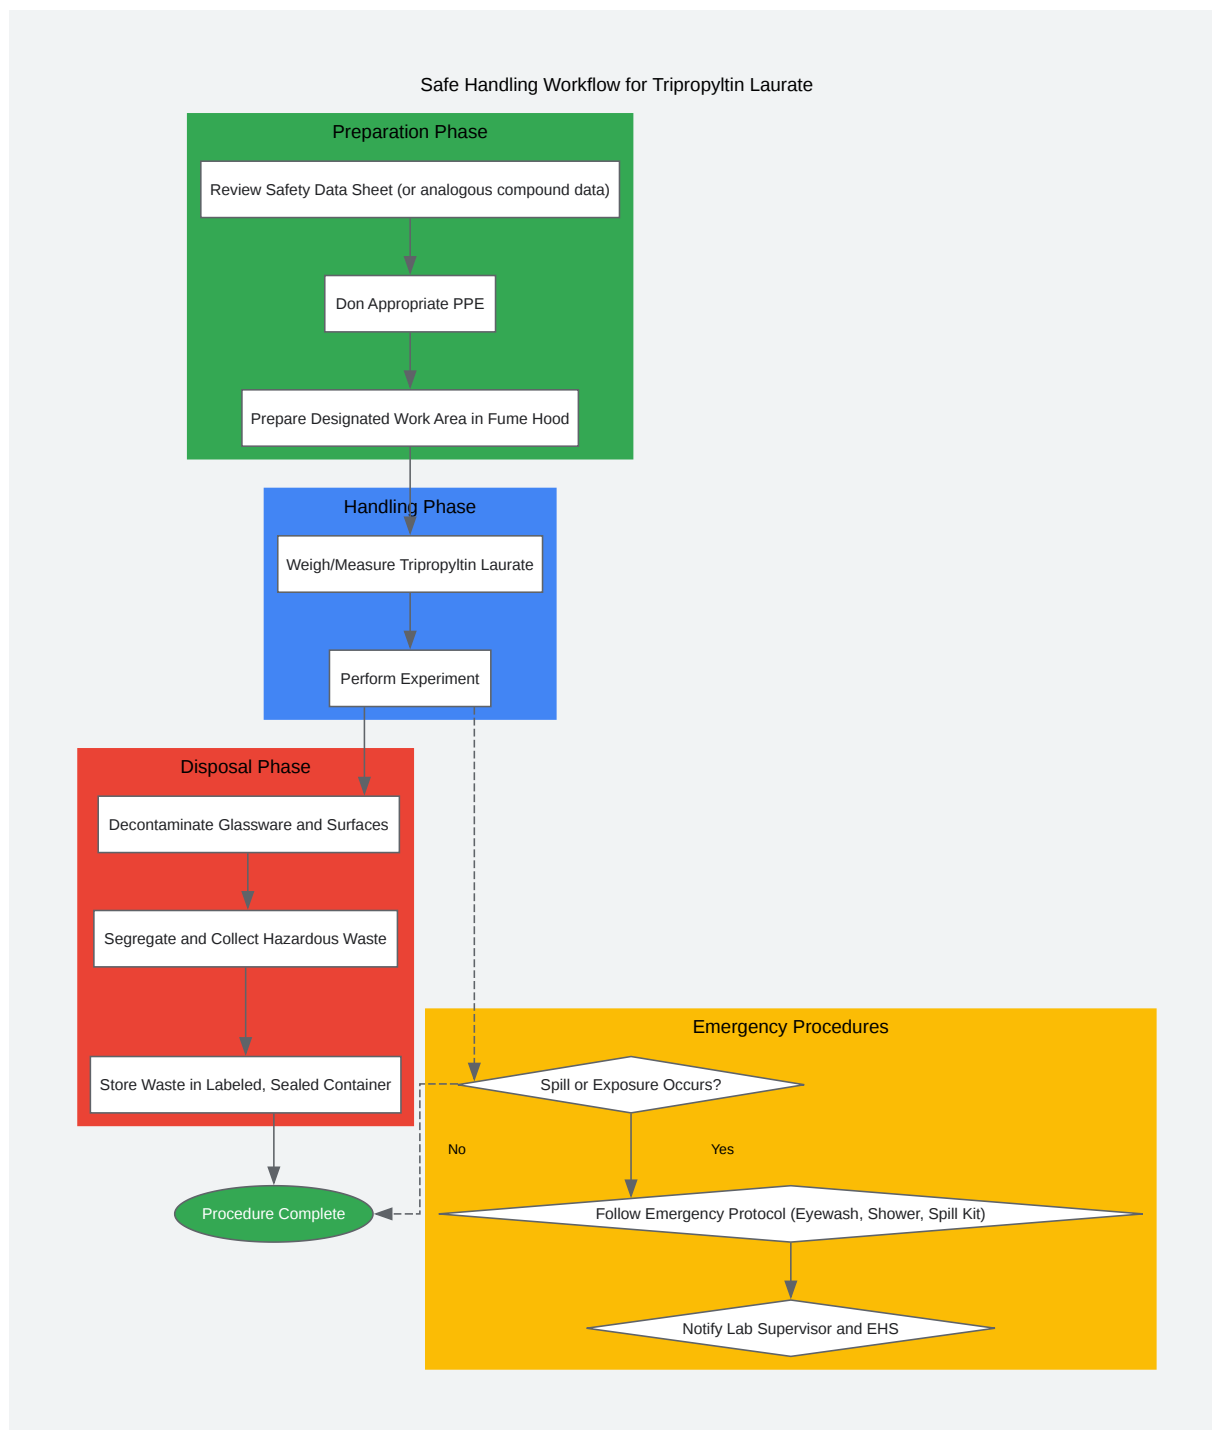 Safe Handling Workflow for Tripropyltin Laurate
Preparation Phase
Review Safety Data Sheet (or analogous compound data)
Don Appropriate PPE
Prepare Designated Work Area in Fume Hood
Handling Phase
Weigh/Measure Tripropyltin Laurate
Perform Experiment
Disposal Phase
Decontaminate Glassware and Surfaces
Segregate and Collect Hazardous Waste
Store Waste in Labeled, Sealed Container
Procedure Complete
Emergency Procedures
Spill or Exposure Occurs?
No
Yes
Follow Emergency Protocol (Eyewash, Shower, Spill Kit)
Notify Lab Supervisor and EHS